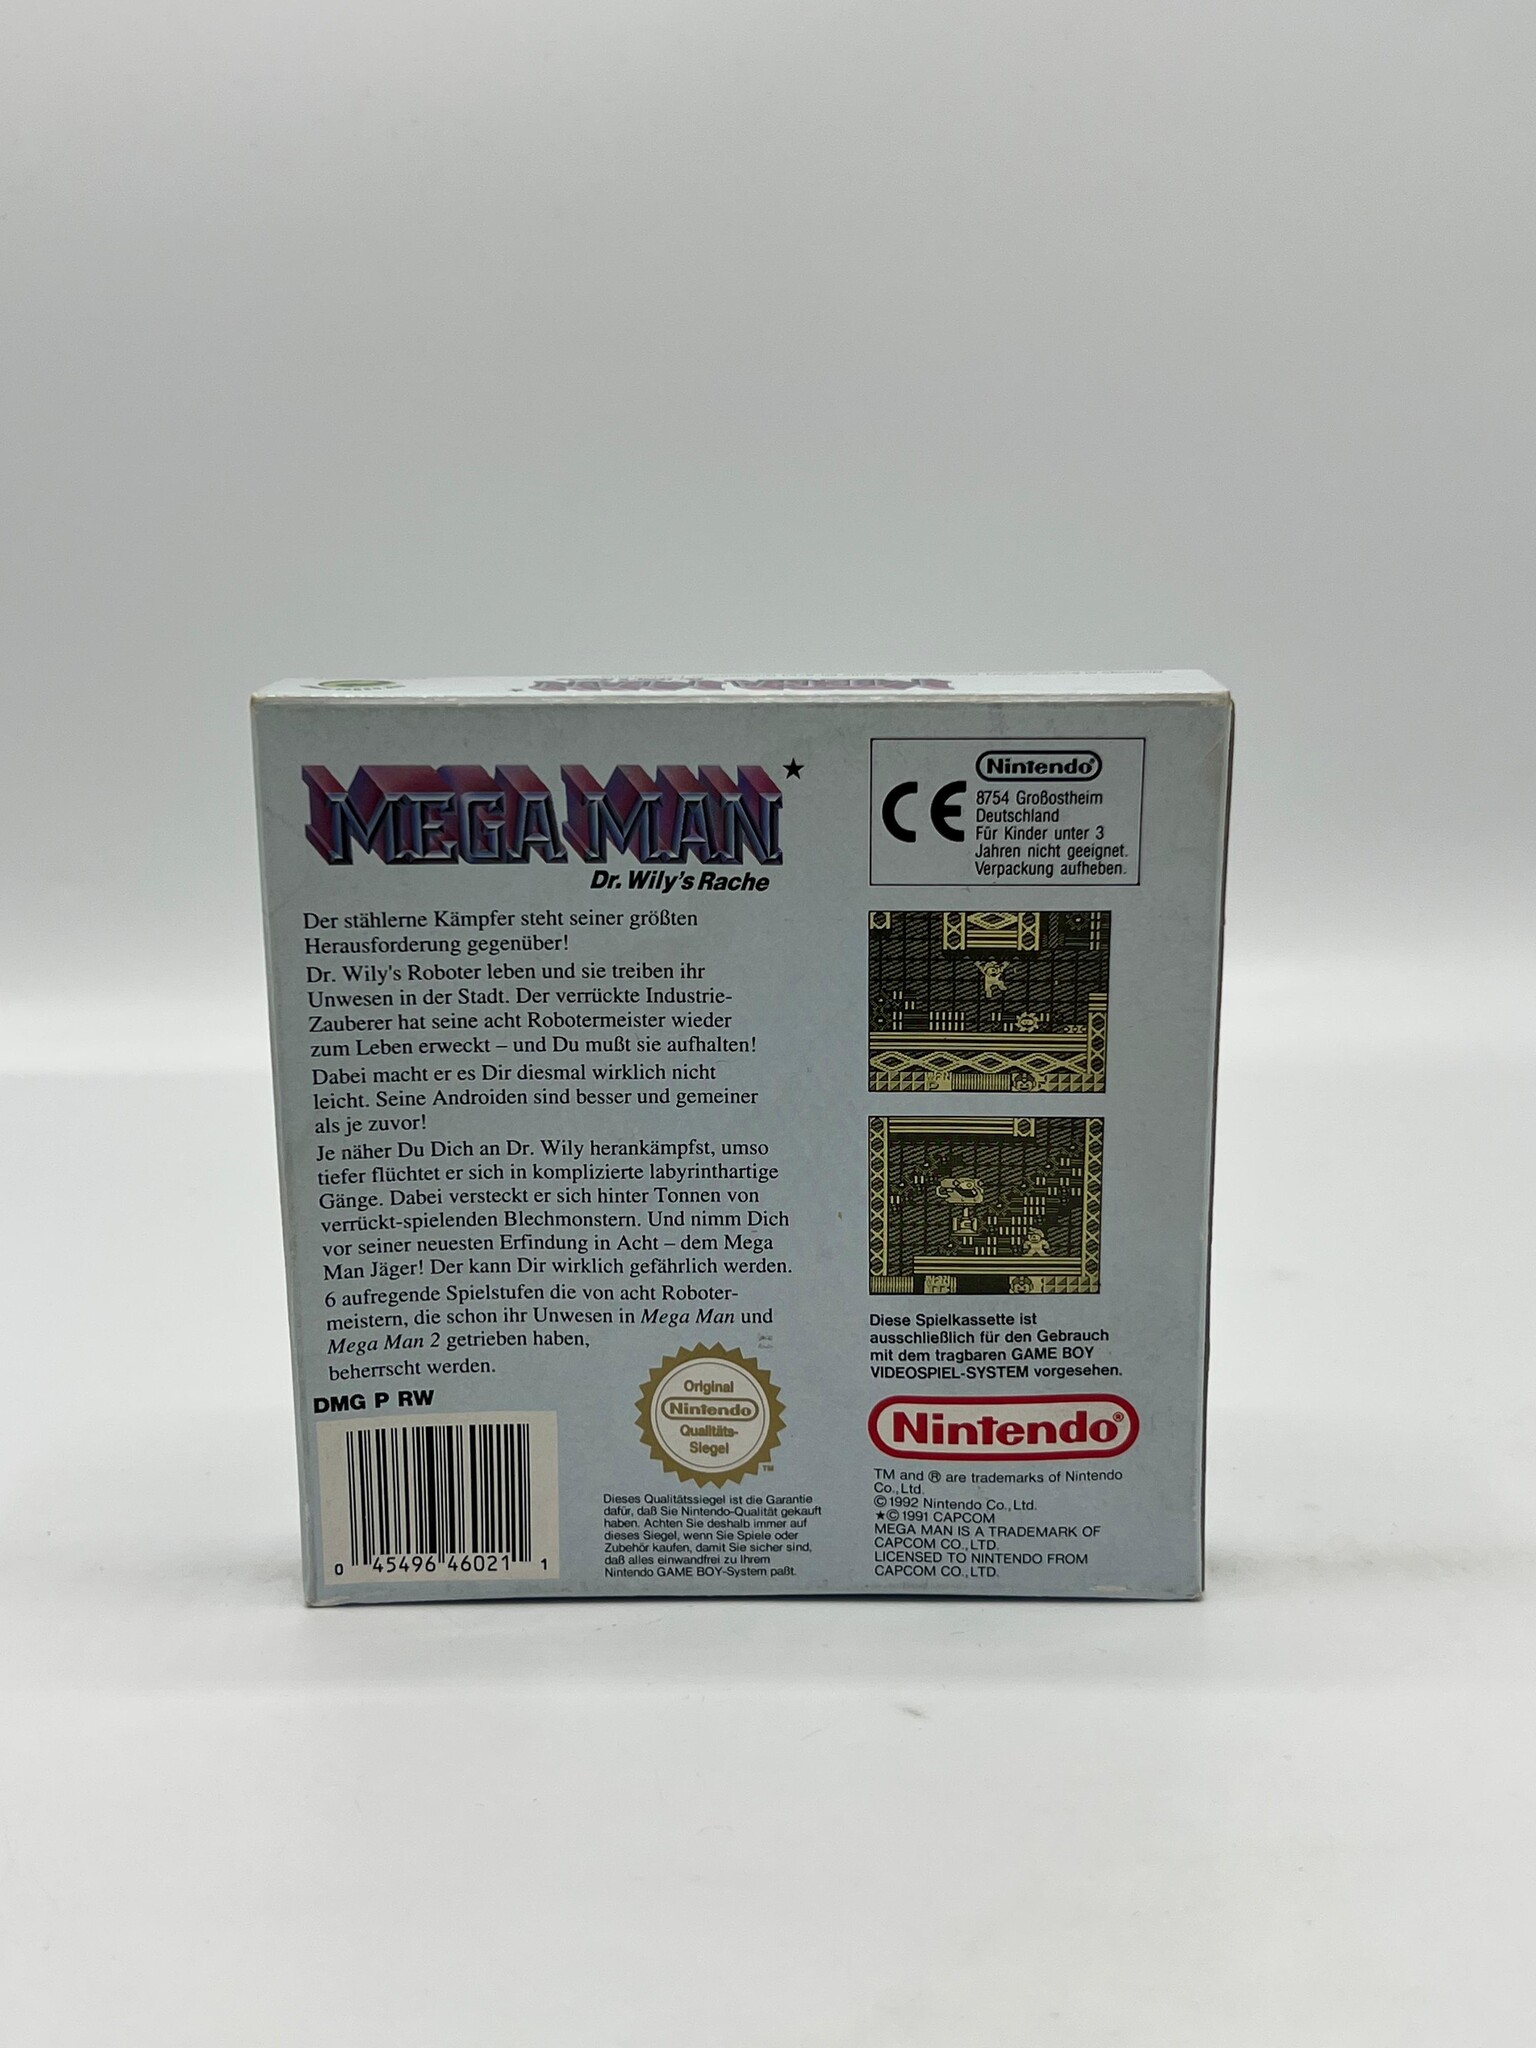 MEGA MAN
MEGA MAN★
Dr. Wily's Rache
Der stählerne Kämpfer steht seiner größten
Herausforderung gegenüber!
Dr. Wily's Roboter leben und sie treiben ihr
Unwesen in der Stadt. Der verrückte Industrie-
Zauberer hat seine acht Robotermeister wieder
zum Leben erweckt – und Du mußt sie aufhalten!
Dabei macht er es Dir diesmal wirklich nicht
leicht. Seine Androiden sind besser und gemeiner
als je zuvor!
Je näher Du Dich an Dr. Wily herankämpfst, umso
tiefer flüchtet er sich in komplizierte labyrinthartige
Gänge. Dabei versteckt er sich hinter Tonnen von
verrückt-spielenden Blechmonstern. Und nimm Dich
vor seiner neuesten Erfindung in Acht – dem Mega
Man Jäger! Der kann Dir wirklich gefährlich werden.
6 aufregende Spielstufen die von acht Roboter-
meistern, die schon ihr Unwesen in Mega Man und
Mega Man 2 getrieben haben,
beherrscht werden.
DMG P RW
0 45496 46021 1
Original
Nintendo
Qualitäts-
Siegel
TM
Dieses Qualitätssiegel ist die Garantie
dafür, daß Sie Nintendo-Qualität gekauft
haben. Achten Sie deshalb immer auf
dieses Siegel, wenn Sie Spiele oder
Zubehör kaufen, damit Sie sicher sind,
daß alles einwandfrei zu Ihrem
Nintendo GAME BOY-System paßt.
CE
Nintendo®
8754 Großostheim
Deutschland
Für Kinder unter 3
Jahren nicht geeignet.
Verpackung aufheben.
Diese Spielkassette ist
ausschließlich für den Gebrauch
mit dem tragbaren GAME BOY
VIDEOSPIEL-SYSTEM vorgesehen.
Nintendo®
TM and ® are trademarks of Nintendo
Co., Ltd.
©1992 Nintendo Co., Ltd.
★©1991 CAPCOM
MEGA MAN IS A TRADEMARK OF
CAPCOM CO., LTD.
LICENSED TO NINTENDO FROM
CAPCOM CO., LTD.